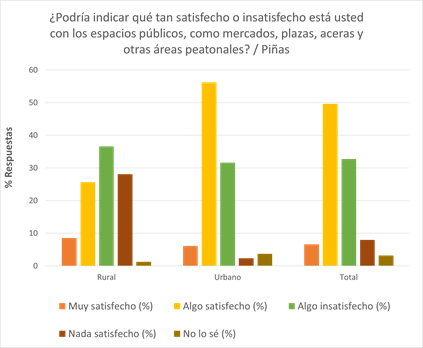 ¿Podría indicar qué tan satisfecho o insatisfecho está usted
con los espacios públicos, como mercados, plazas, aceras y
otras áreas peatonales? / Piñas
% Respuestas
60
50
40
30
20
10
0
Rural Urbano Total
Muy satisfecho (%) Algo satisfecho (%) Algo insatisfecho (%)
Nada satisfecho (%) No lo sé (%)